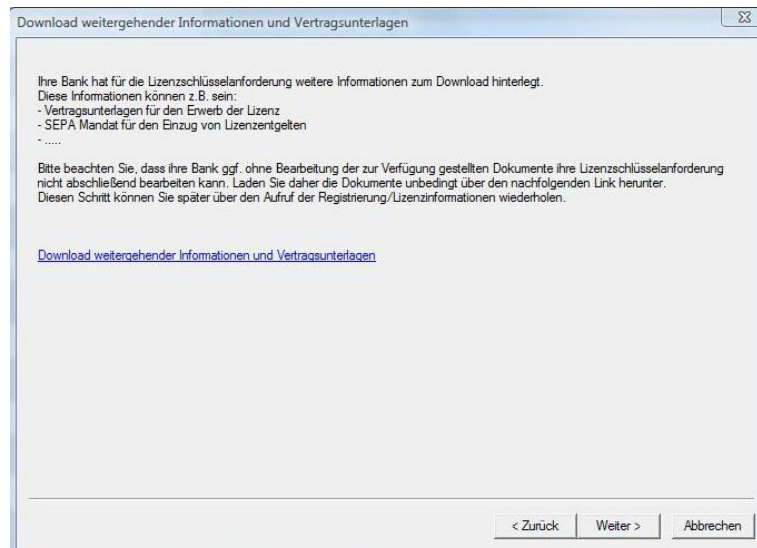 Download weitergehender Informationen und Vertragsunterlagen
Ihre Bank hat für die Lizenzschlüsselanforderung weitere Informationen zum Download hinterlegt.
Diese Informationen können z.B. sein:
- Vertragsunterlagen für den Erwerb der Lizenz
- SEPA Mandat für den Einzug von Lizenzentgelten
- .....
Bitte beachten Sie, dass ihre Bank ggf. ohne Bearbeitung der zur Verfügung gestellten Dokumente ihre Lizenzschlüsselanforderung
nicht abschließend bearbeiten kann. Laden Sie daher die Dokumente unbedingt über den nachfolgenden Link herunter.
Diesen Schritt können Sie später über den Aufruf der Registrierung/Lizenzinformationen wiederholen.
Download weitergehender Informationen und Vertragsunterlagen
< Zurück Weiter > Abbrechen